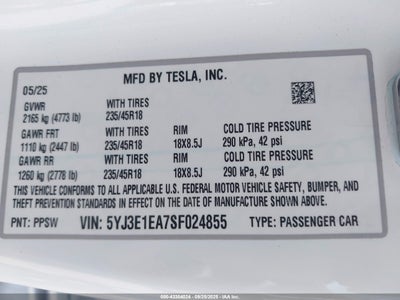 MFD BY TESLA, INC.
05/25
GVWR WITH TIRES
2165 kg (4773 lb) 235/45R18
GAWR FRT WITH TIRES RIM COLD TIRE PRESSURE
1110 kg (2447 lb) 235/45R18 18X8.5J 290 kPa, 42 psi
GAWR RR WITH TIRES RIM COLD TIRE PRESSURE
1260 kg (2778 lb) 235/45R18 18X8.5J 290 kPa, 42 psi
THIS VEHICLE CONFORMS TO ALL APPLICABLE U.S. FEDERAL MOTOR VEHICLE SAFETY, BUMPER, AND
THEFT PREVENTION STANDARDS IN EFFECT ON THE DATE OF MANUFACTURE SHOWN ABOVE.
PNT: PPSW VIN: 5YJ3E1EA7SF024855 TYPE: PASSENGER CAR